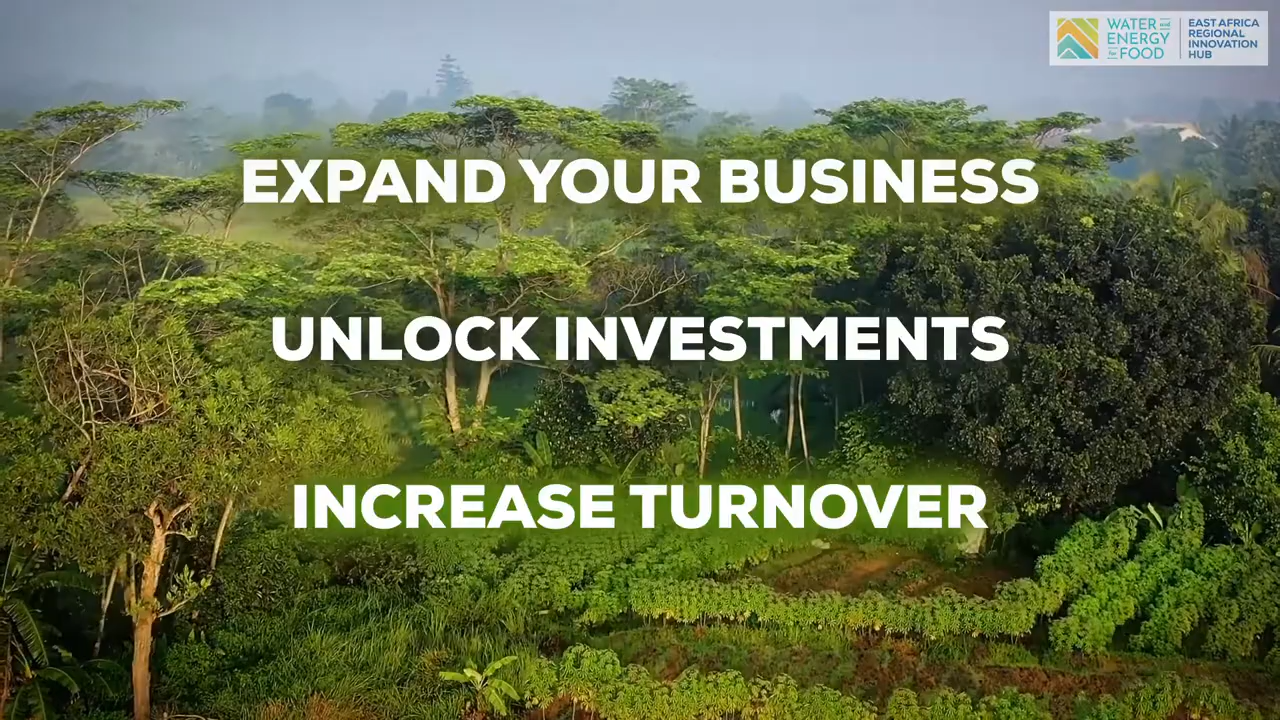 WATER and
ENERGY
for FOOD
EAST AFRICA
REGIONAL
INNOVATION
HUB
EXPAND YOUR BUSINESS
UNLOCK INVESTMENTS
INCREASE TURNOVER